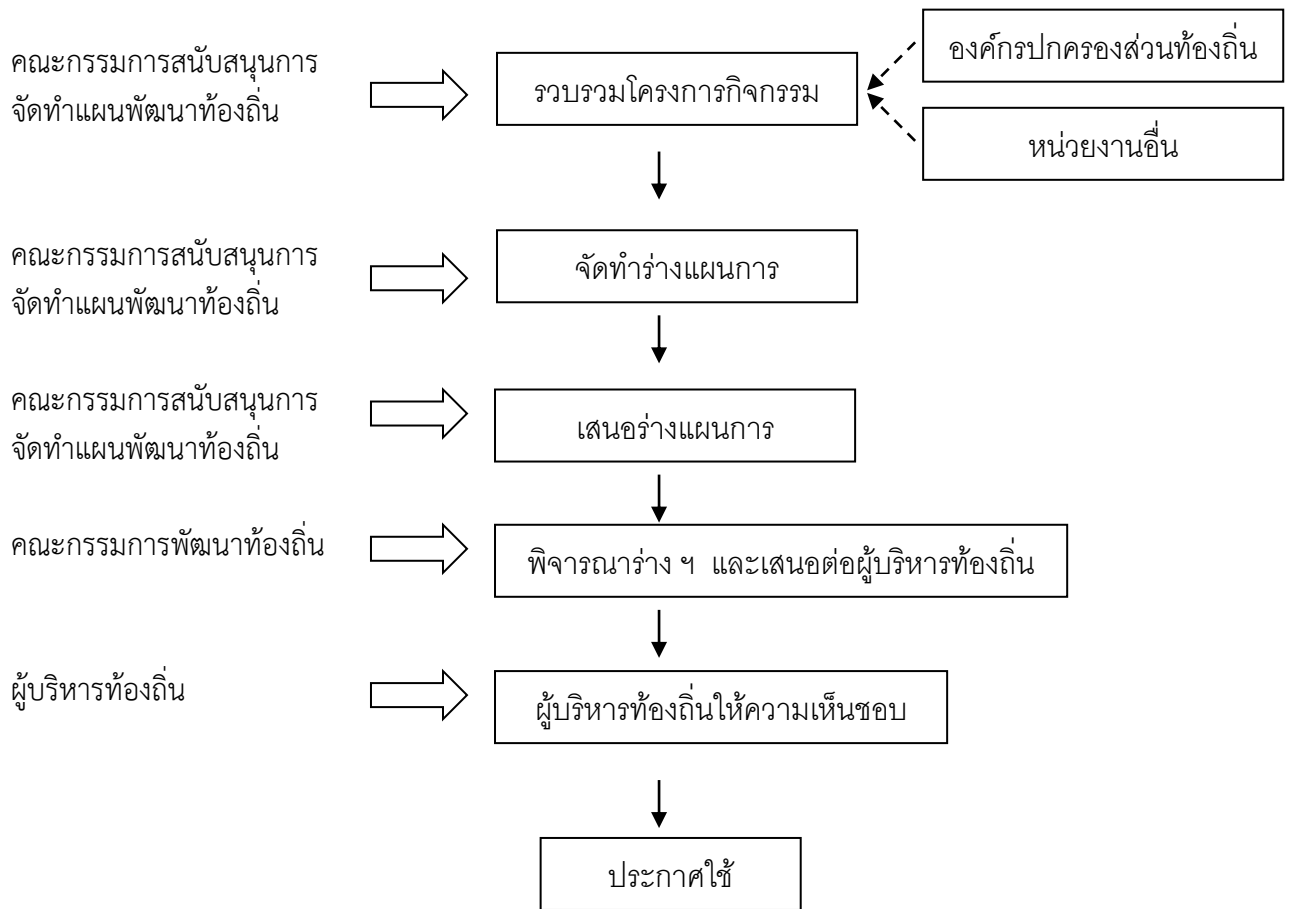 องค์กรปกครองส่วนท้องถิ่น
คณะกรรมการสนับสนุนการ
จัดทำแผนพัฒนาท้องถิ่น
รวบรวมโครงการกิจกรรม
หน่วยงานอื่น
คณะกรรมการสนับสนุนการ
จัดทำแผนพัฒนาท้องถิ่น
จัดทำร่างแผนการ
คณะกรรมการสนับสนุนการ
จัดทำแผนพัฒนาท้องถิ่น
เสนอร่างแผนการ
คณะกรรมการพัฒนาท้องถิ่น
พิจารณาร่าง ฯ และเสนอต่อผู้บริหารท้องถิ่น
ผู้บริหารท้องถิ่น
ผู้บริหารท้องถิ่นให้ความเห็นชอบ
ประกาศใช้